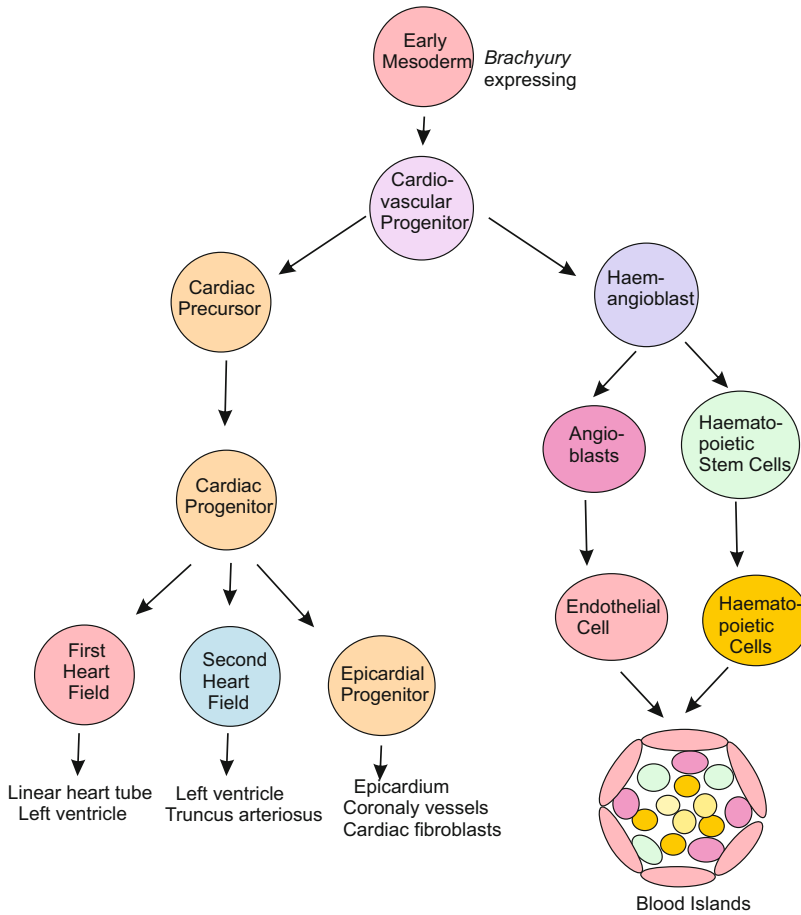 Early
Mesoderm
Brachyury
expressing
Cardio-
vascular
Progenitor
Cardiac
Precursor
Haem-
angioblast
Angio-
blasts
Haemato-
poietic
Stem Cells
Cardiac
Progenitor
Endothelial
Cell
Haemato-
poietic
Cells
First
Heart
Field
Second
Heart
Field
Epicardial
Progenitor
Linear heart tube
Left ventricle
Left ventricle
Truncus arteriosus
Epicardium
Coronaly vessels
Cardiac fibroblasts
Blood Islands